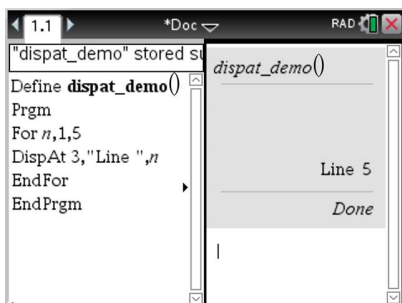 1.1
*Doc
RAD
"dispat_demo" stored su
Define dispat_demo()
Prgm
For n,1,5
DispAt 3,"Line ",n
EndFor
EndPrgm
dispat_demo()
Line 5
Done